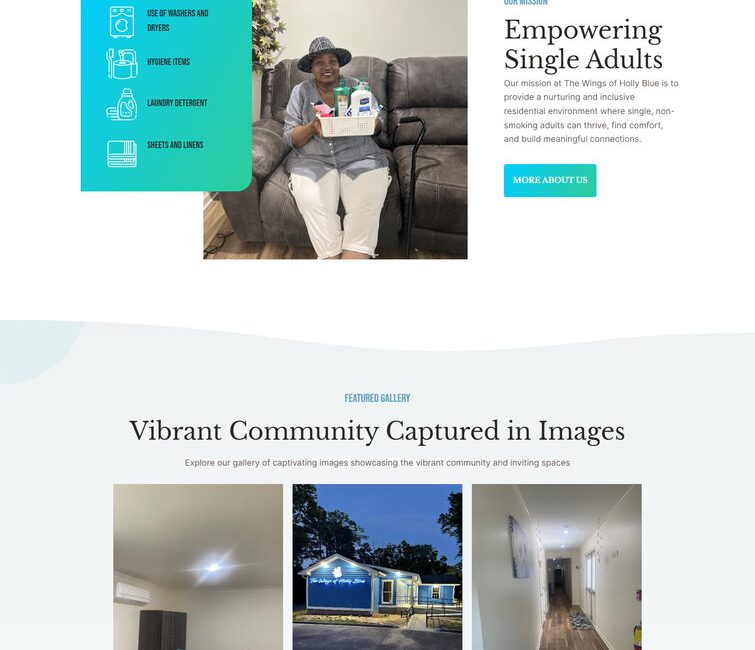 USE OF WASHERS AND
DRYERS
HYGIENE ITEMS
LAUNDRY DETERGENT
SHEETS AND LINENS
OUR MISSION
Empowering
Single Adults
Our mission at The Wings of Holly Blue is to
provide a nurturing and inclusive
residential environment where single, non-
smoking adults can thrive, find comfort,
and build meaningful connections.
MORE ABOUT US
FEATURED GALLERY
Vibrant Community Captured in Images
Explore our gallery of captivating images showcasing the vibrant community and inviting spaces
The Wings of Holly Blue